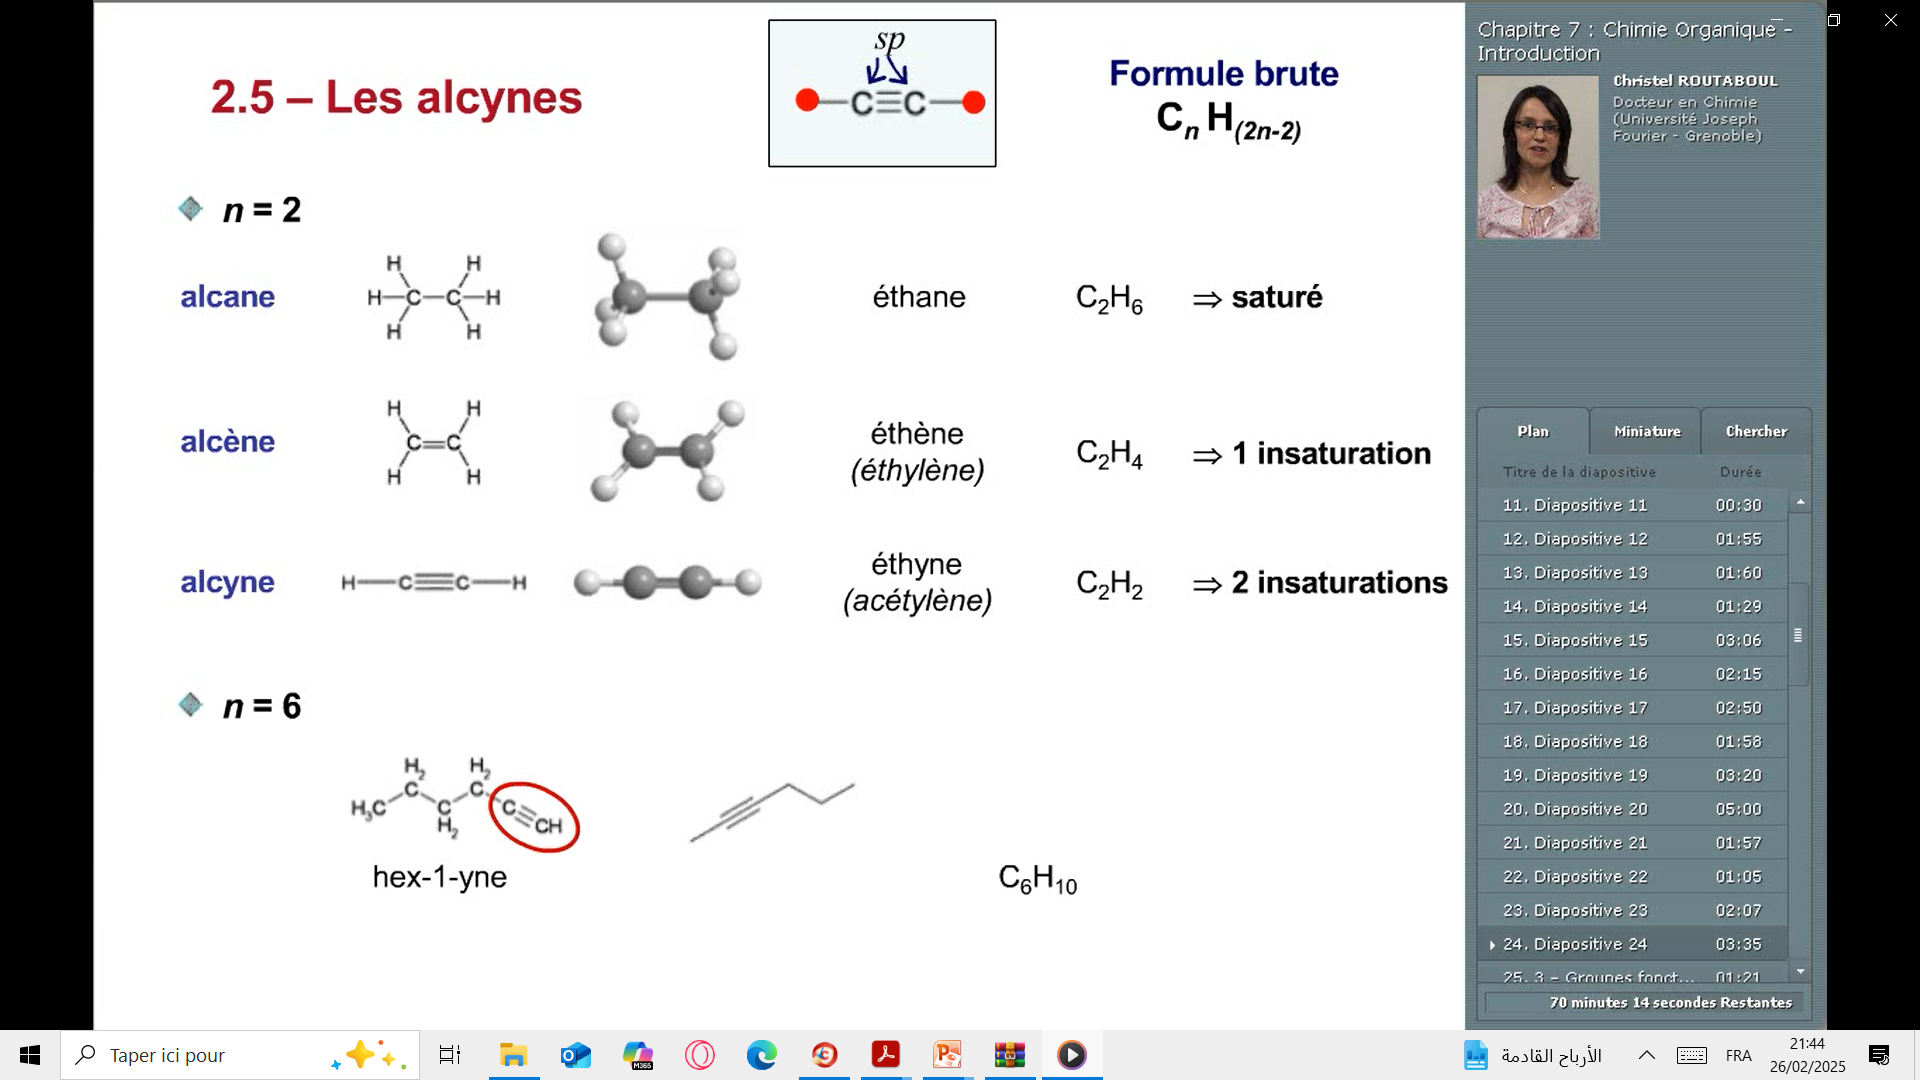 2.5 – Les alcynes
sp
C≡C
Formule brute
CnH(2n-2)
n = 2
alcane
H H
H C C H
H H
éthane
C2H6 ⇒ saturé
alcène
H H
C=C
H H
éthène
(éthylène)
C2H4 ⇒ 1 insaturation
alcyne
H—C≡C—H
éthyne
(acétylène)
C2H2 ⇒ 2 insaturations
n = 6
H2 H2
C C
H3C C C≡CH
H2
hex-1-yne
C6H10
Chapitre 7 : Chimie Organique -
Introduction
Christel ROUTABOUL
Docteur en Chimie
(Université Joseph
Fourier - Grenoble)
Plan Miniature Chercher
Titre de la diapositive Durée
11. Diapositive 11 00:30
12. Diapositive 12 01:55
13. Diapositive 13 01:60
14. Diapositive 14 01:29
15. Diapositive 15 03:06
16. Diapositive 16 02:15
17. Diapositive 17 02:50
18. Diapositive 18 01:58
19. Diapositive 19 03:20
20. Diapositive 20 05:00
21. Diapositive 21 01:57
22. Diapositive 22 01:05
23. Diapositive 23 02:07
24. Diapositive 24 03:35
25. 3 – Groupes fonct... 01:21
70 minutes 14 secondes Restantes
Taper ici pour
M365
الأرباح القادمة
FRA
21:44
26/02/2025